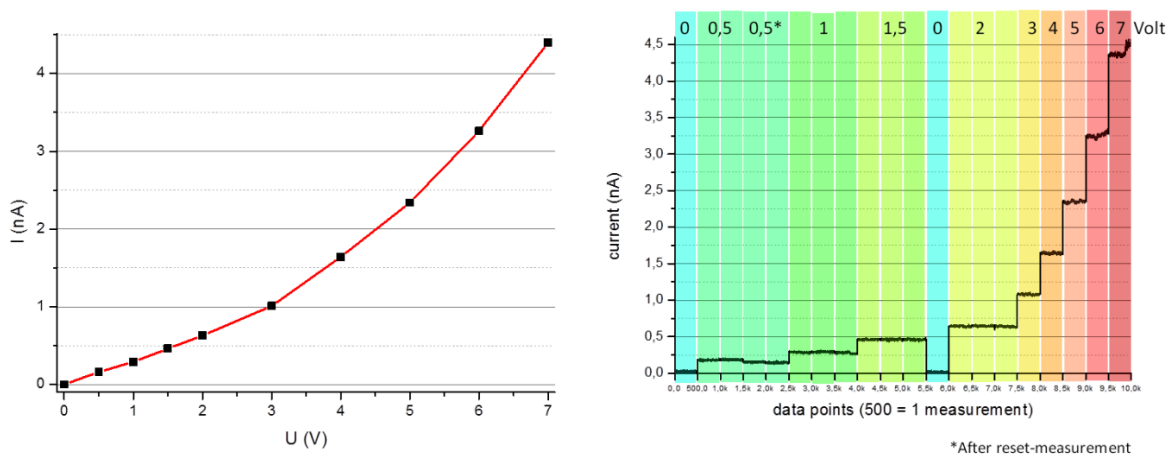 4
3
2
1
0
I (nA)
0 1 2 3 4 5 6 7
U (V)
0 0,5 0,5* 1 1,5 0 2 3 4 5 6 7 Volt
4,5
4,0
3,5
3,0
2,5
2,0
1,5
1,0
0,5
0,0
current (nA)
0,0 500,0 1,0k 1,5k 2,0k 2,5k 3,0k 3,5k 4,0k 4,5k 5,0k 5,5k 6,0k 6,5k 7,0k 7,5k 8,0k 8,5k 9,0k 9,5k 10,0k
data points (500 = 1 measurement)
*After reset-measurement